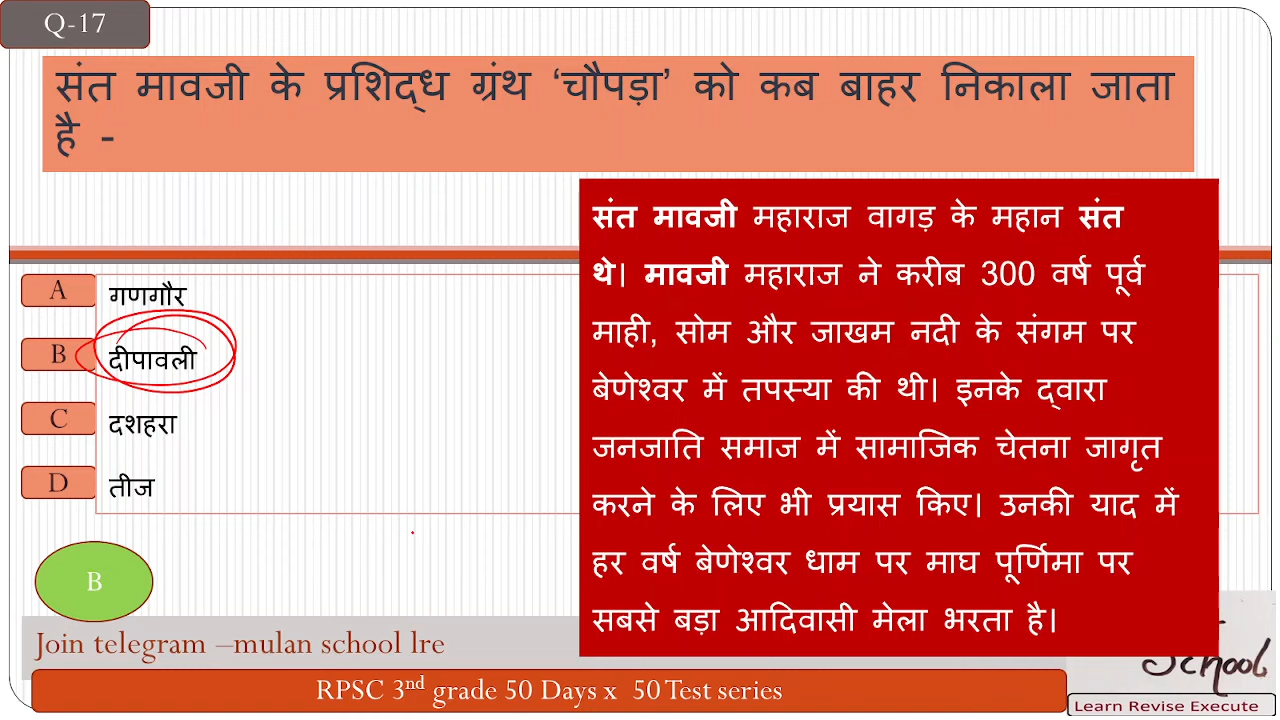 Q-17
संत मावजी के प्रशिद्ध ग्रंथ ‘चौपड़ा’ को कब बाहर निकाला जाता
है -
A गणगौर
B दीपावली
C दशहरा
D तीज
B
संत मावजी महाराज वागड़ के महान संत
थे। मावजी महाराज ने करीब 300 वर्ष पूर्व
माही, सोम और जाखम नदी के संगम पर
बेणेश्वर में तपस्या की थी। इनके द्वारा
जनजाति समाज में सामाजिक चेतना जागृत
करने के लिए भी प्रयास किए। उनकी याद में
हर वर्ष बेणेश्वर धाम पर माघ पूर्णिमा पर
सबसे बड़ा आदिवासी मेला भरता है।
Join telegram –mulan school lre
RPSC 3nd grade 50 Days x 50 Test series
School
Learn Revise Execute